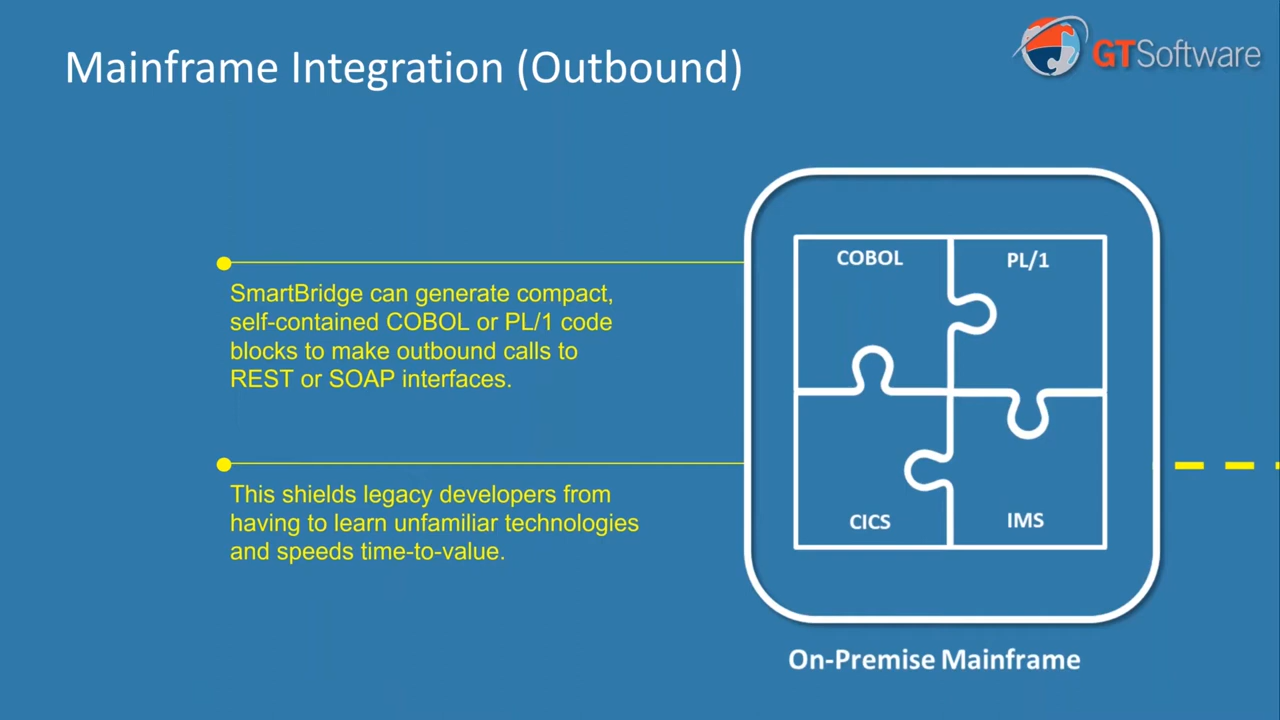 Mainframe Integration (Outbound)
GTSoftware
SmartBridge can generate compact,
self-contained COBOL or PL/1 code
blocks to make outbound calls to
REST or SOAP interfaces.
This shields legacy developers from
having to learn unfamiliar technologies
and speeds time-to-value.
COBOL
PL/1
CICS
IMS
On-Premise Mainframe